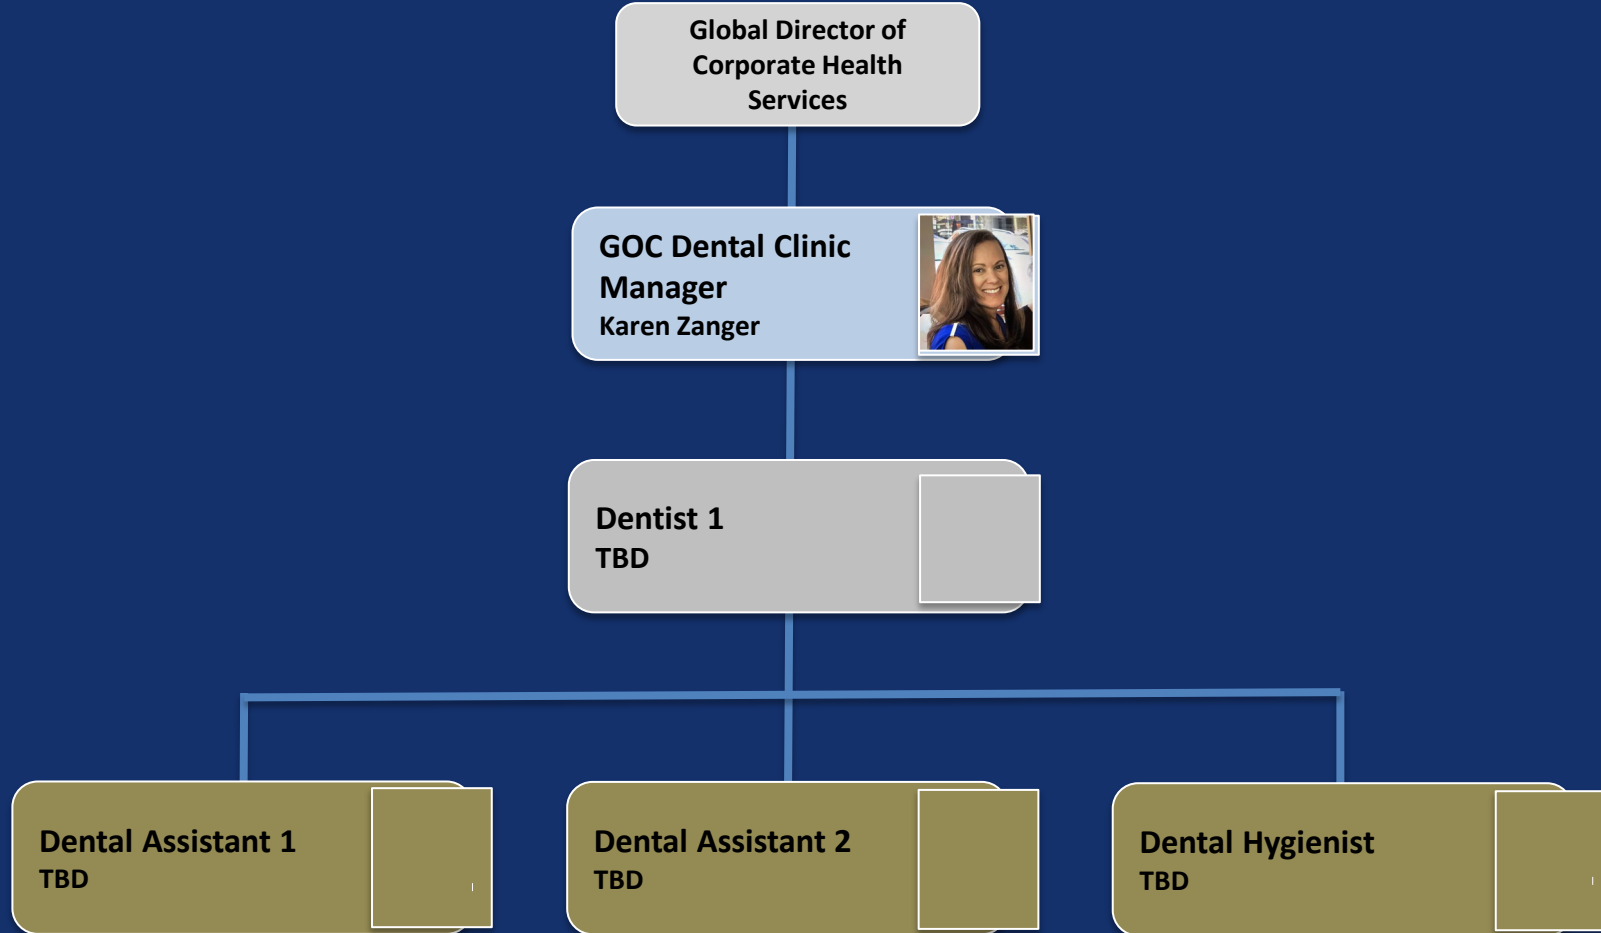 Global Director of
Corporate Health
Services
GOC Dental Clinic
Manager
Karen Zanger
Dentist 1
TBD
Dental Assistant 1
TBD
Dental Assistant 2
TBD
Dental Hygienist
TBD